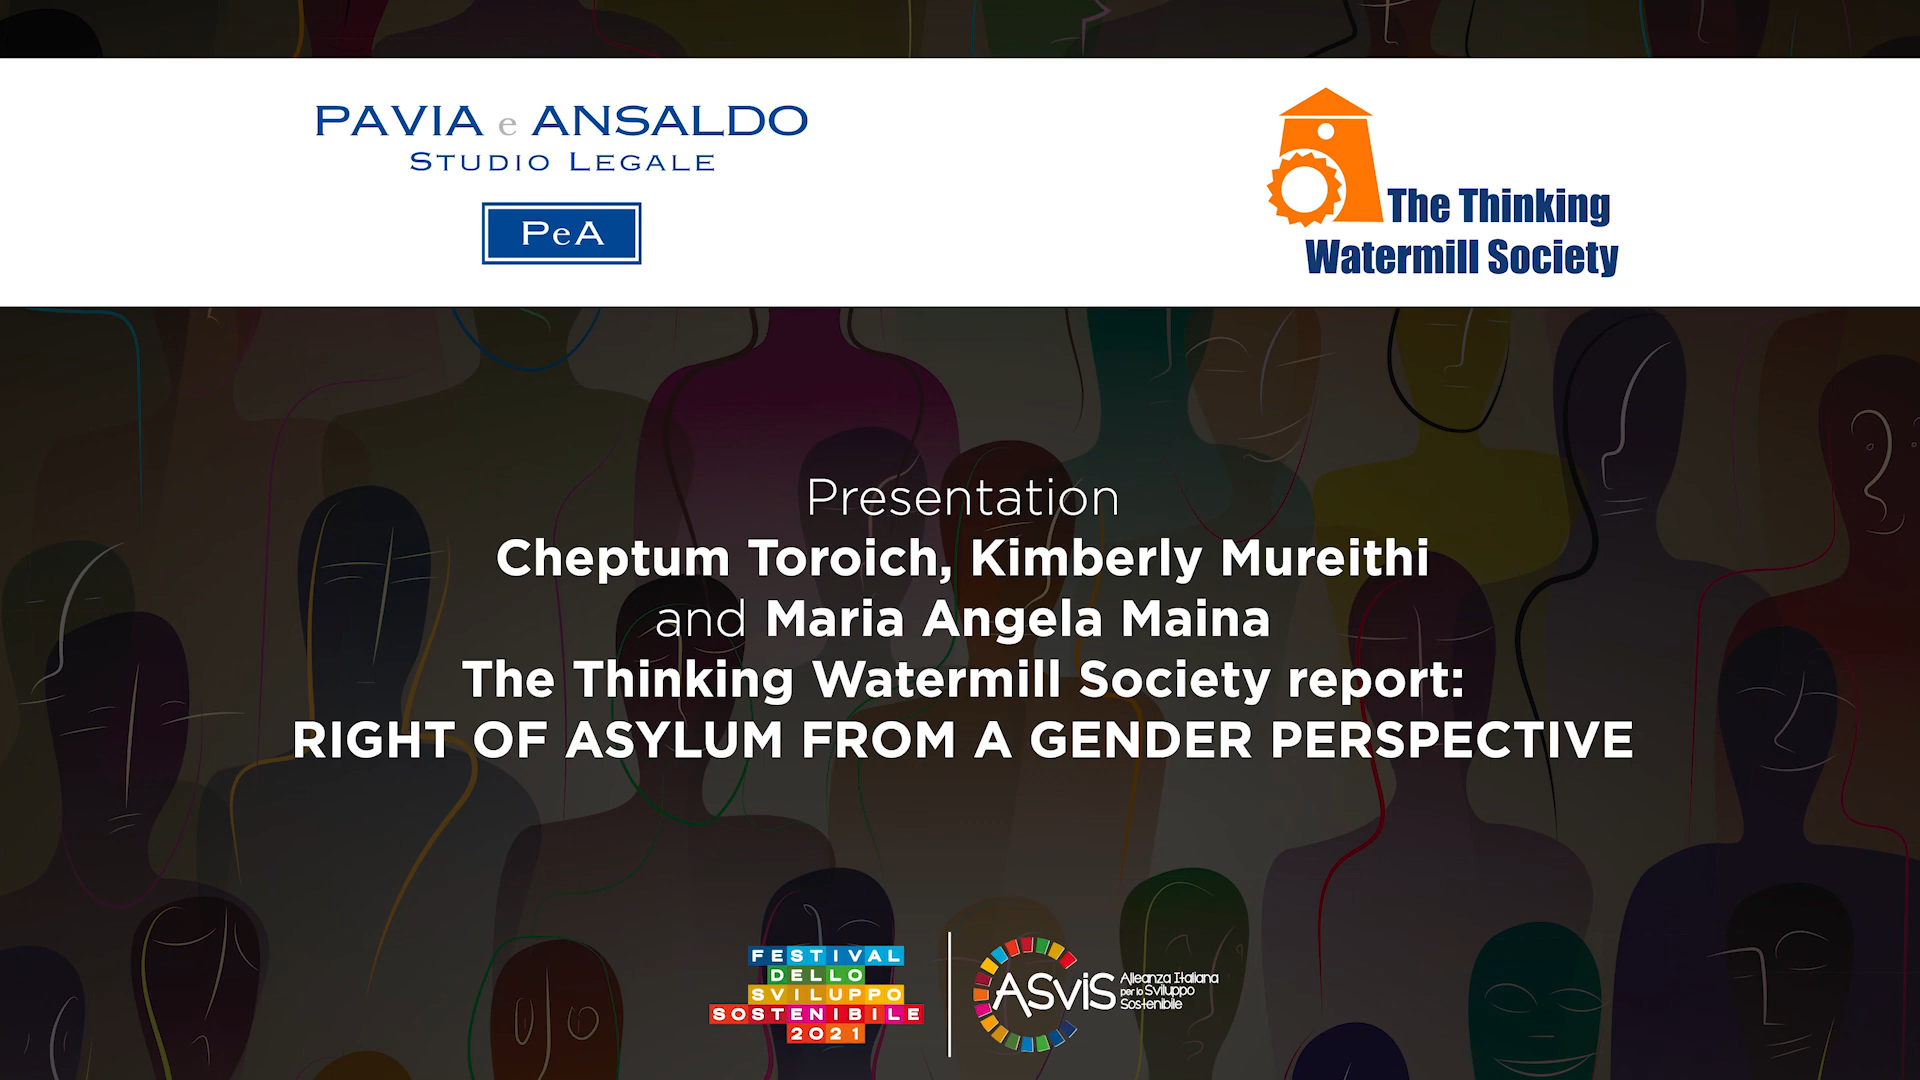 PAVIA e ANSALDO
STUDIO LEGALE
PeA
The Thinking
Watermill Society
Presentation
Cheptum Toroich, Kimberly Mureithi
and Maria Angela Maina
The Thinking Watermill Society report:
RIGHT OF ASYLUM FROM A GENDER PERSPECTIVE
FESTIVAL
DELLO
SVILUPPO
SOSTENIBILE
2021
ASviS
Alleanza Italiana
per lo Sviluppo
Sostenibile